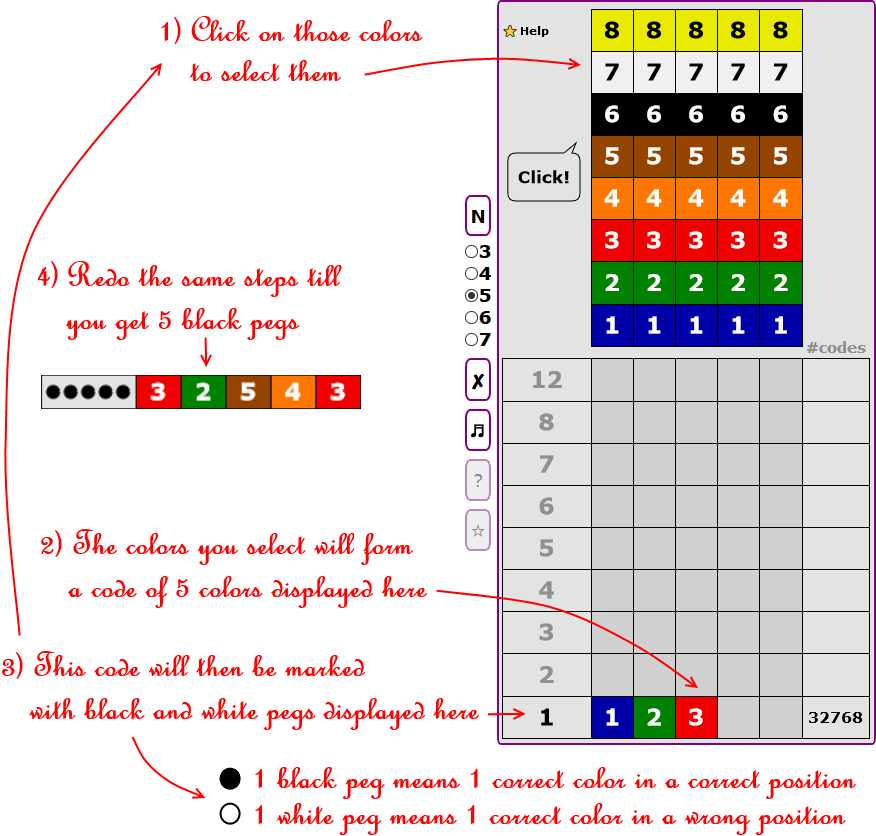 1) Click on those colors
to select them
☆ Help
8 8 8 8 8
7 7 7 7 7
6 6 6 6 6
5 5 5 5 5
4 4 4 4 4
3 3 3 3 3
2 2 2 2 2
1 1 1 1 1
Click!
N
3
4
5
6
7
✘
♬
?
☆
#codes
12
8
7
6
5
4
3
2
1 1 2 3 32768
4) Redo the same steps till
you get 5 black pegs
3 2 5 4 3
2) The colors you select will form
a code of 5 colors displayed here
3) This code will then be marked
with black and white pegs displayed here
1 black peg means 1 correct color in a correct position
1 white peg means 1 correct color in a wrong position